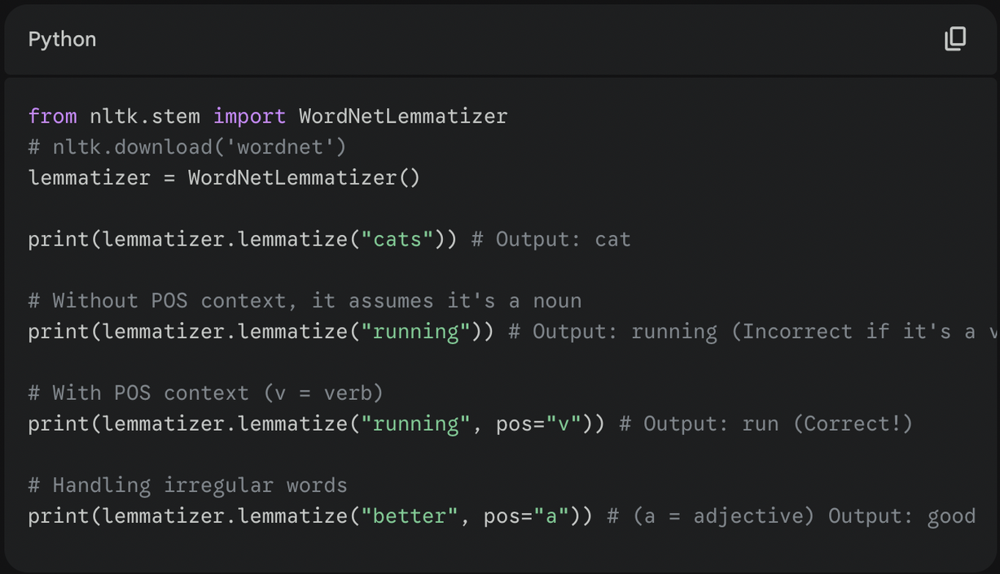 Python
from nltk.stem import WordNetLemmatizer
# nltk.download('wordnet')
lemmatizer = WordNetLemmatizer()
print(lemmatizer.lemmatize("cats")) # Output: cat
# Without POS context, it assumes it's a noun
print(lemmatizer.lemmatize("running")) # Output: running (Incorrect if it's a
# With POS context (v = verb)
print(lemmatizer.lemmatize("running", pos="v")) # Output: run (Correct!)
# Handling irregular words
print(lemmatizer.lemmatize("better", pos="a")) # (a = adjective) Output: good